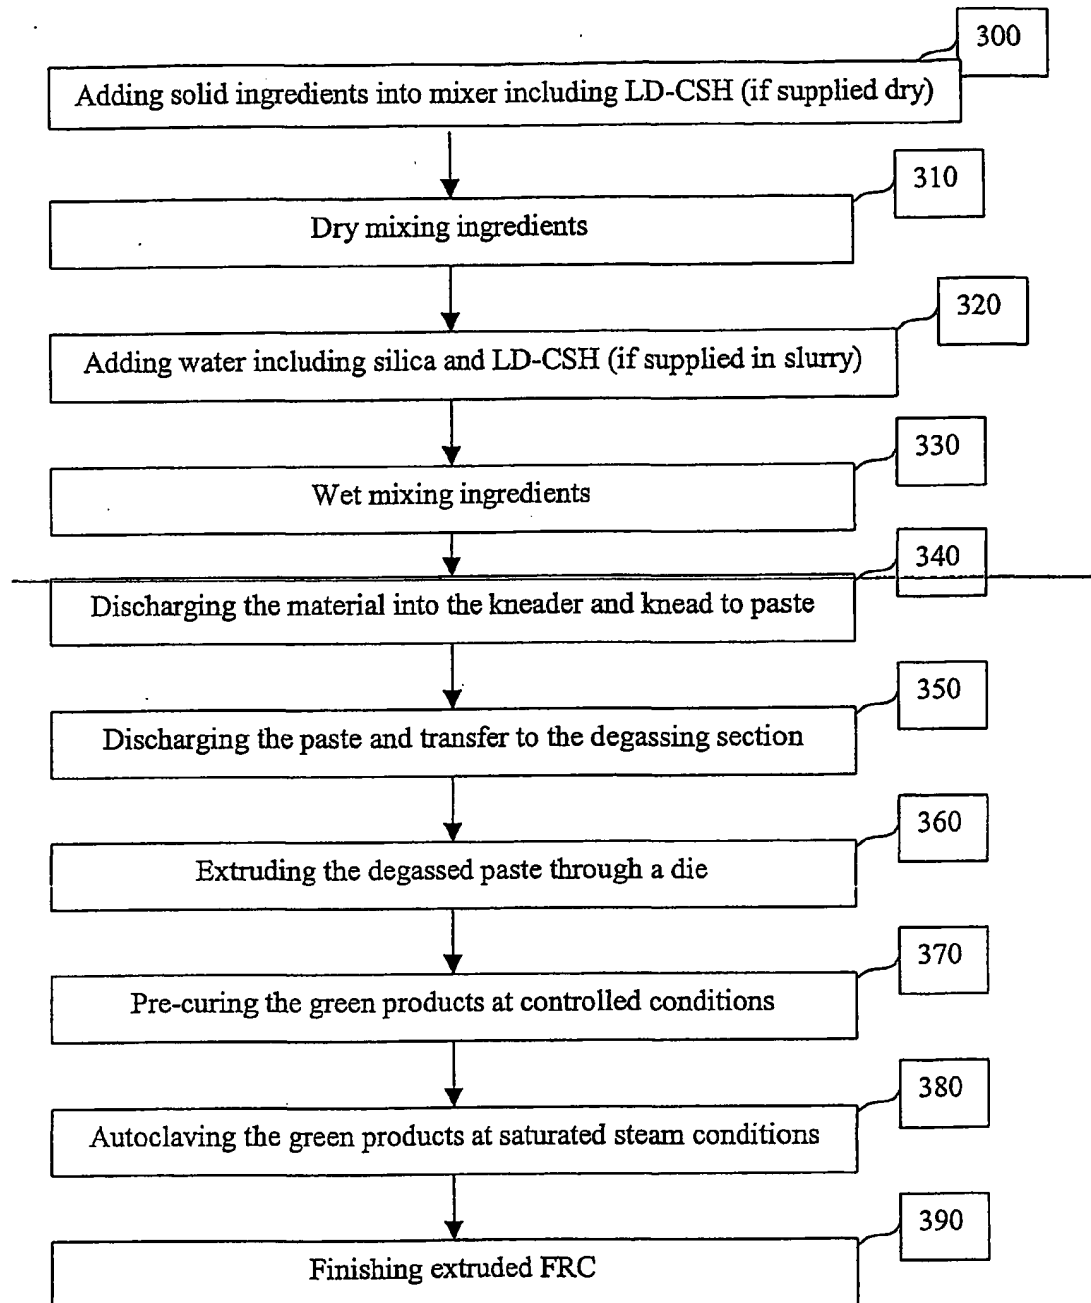 300
Adding solid ingredients into mixer including LD-CSH (if supplied dry)
310
Dry mixing ingredients
320
Adding water including silica and LD-CSH (if supplied in slurry)
330
Wet mixing ingredients
340
Discharging the material into the kneader and knead to paste
350
Discharging the paste and transfer to the degassing section
360
Extruding the degassed paste through a die
370
Pre-curing the green products at controlled conditions
380
Autoclaving the green products at saturated steam conditions
390
Finishing extruded FRC